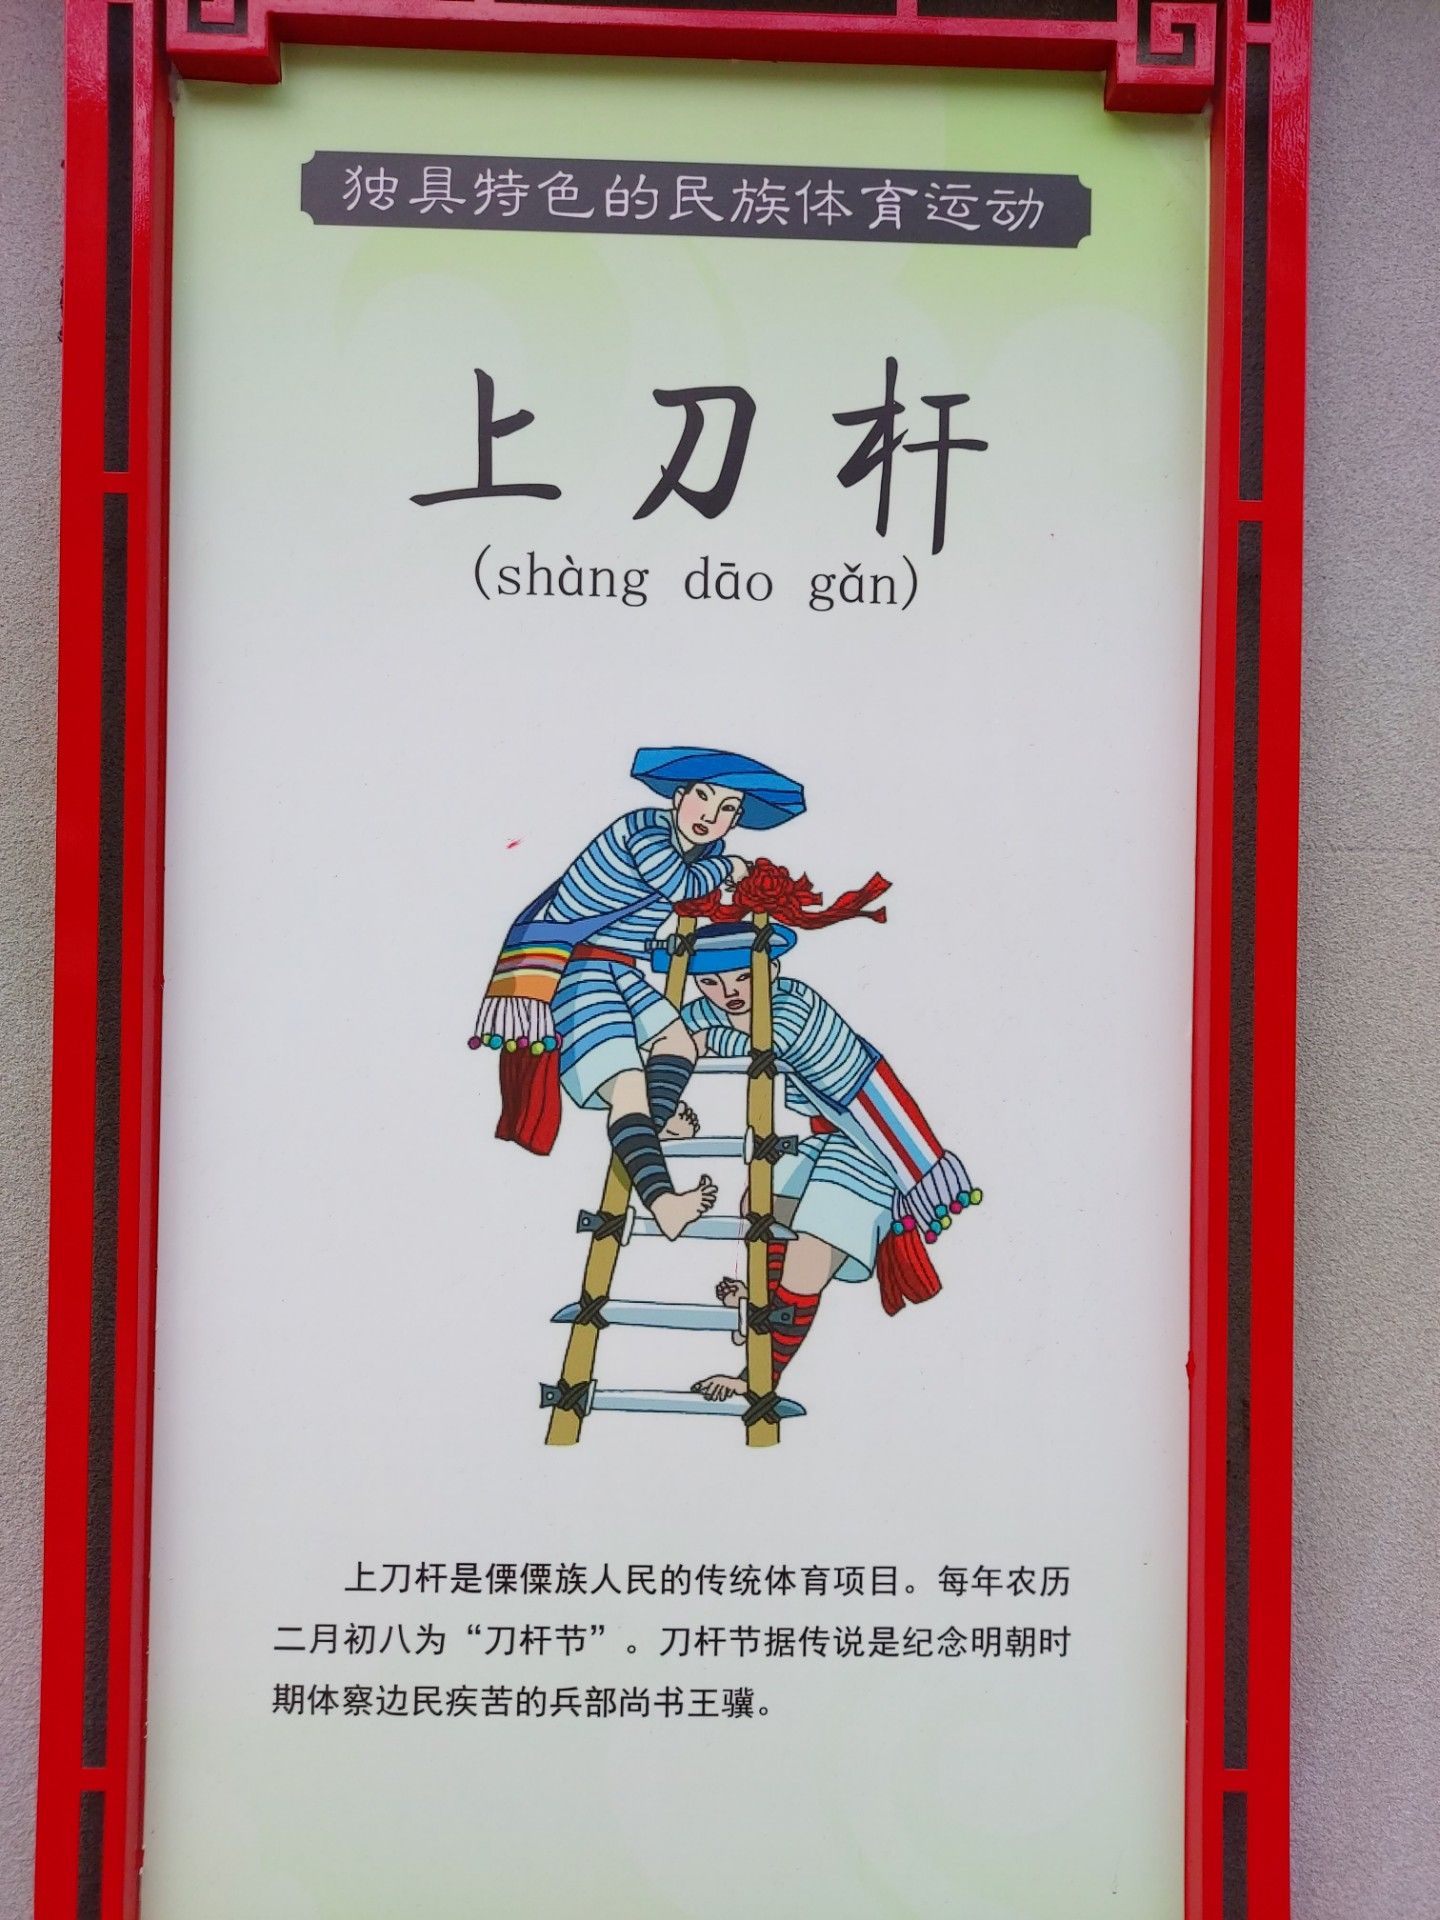 独具特色的民族体育运动
上刀杆
(shàng dāo gǎn)
上刀杆是傈僳族人民的传统体育项目。每年农历
二月初八为“刀杆节”。刀杆节据传说是纪念明朝时
期体察边民疾苦的兵部尚书王骥。